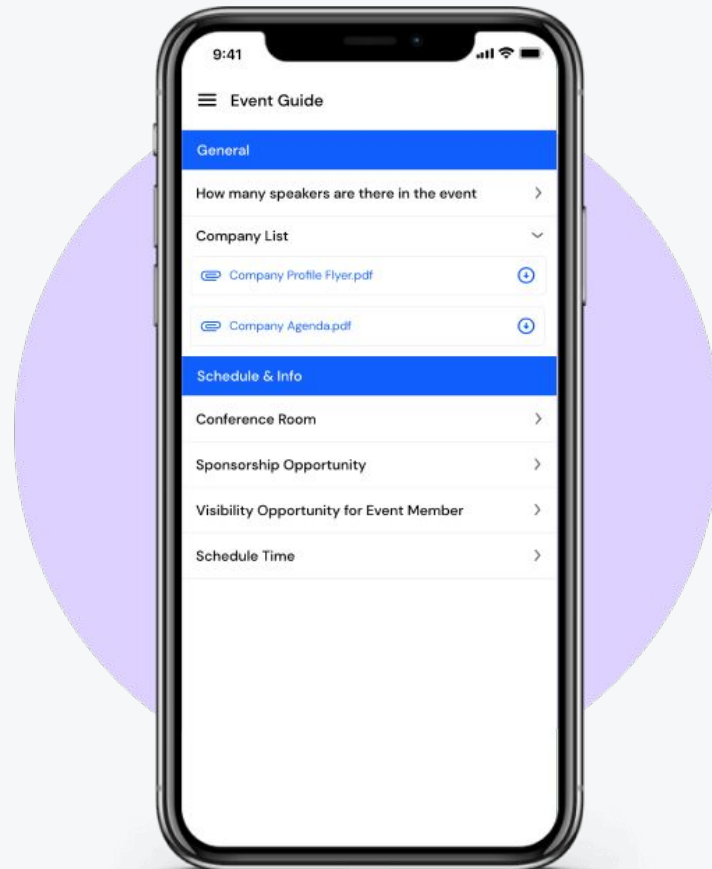 9:41
Event Guide
General
How many speakers are there in the event
Company List
Company Profile Flyer.pdf
Company Agenda.pdf
Schedule & Info
Conference Room
Sponsorship Opportunity
Visibility Opportunity for Event Member
Schedule Time